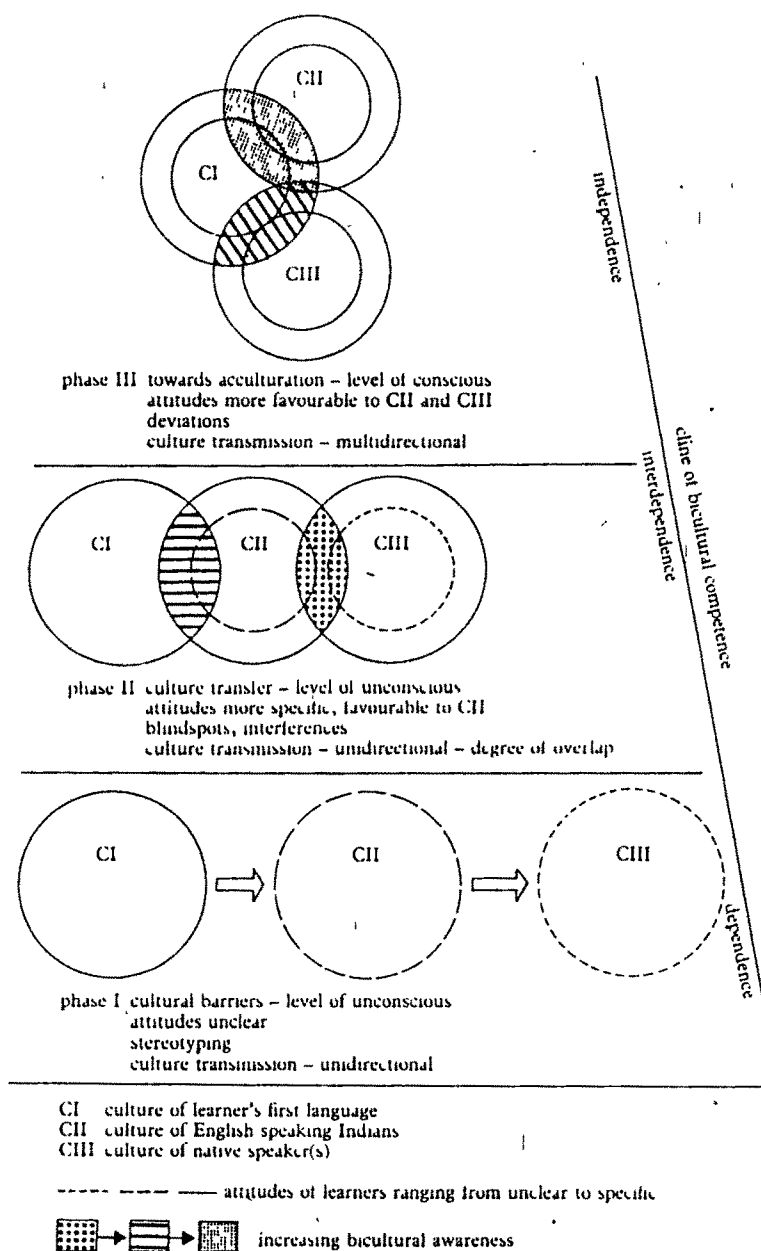 CII
CI
CIII
independence
phase III towards acculturation – level of conscious
attitudes more favourable to CII and CIII
deviations
culture transmission – multidirectional
cline of bicultural competence
interdependence
CI
CII
CIII
phase II culture transfer – level of unconscious
attitudes more specific, favourable to CII
blindspots, interferences
culture transmission – unidirectional – degree of overlap
CI
CII
CIII
dependence
phase I cultural barriers – level of unconscious
attitudes unclear
stereotyping
culture transmission – unidirectional
CI culture of learner's first language
CII culture of English speaking Indians
CIII culture of native speaker(s)
attitudes of learners ranging from unclear to specific
increasing bicultural awareness